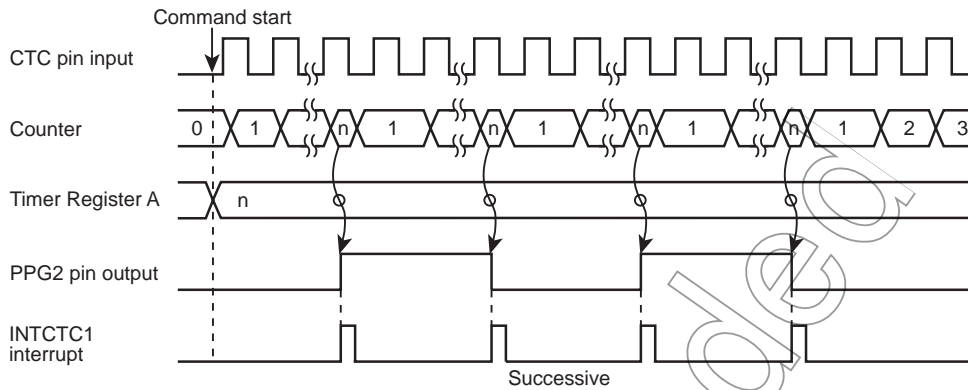 Command start
CTC pin input
Counter 0 1 n 1 n 1 n 1 n 1 2 3
Timer Register A n
PPG2 pin output
INTCTC1
interrupt
Successive